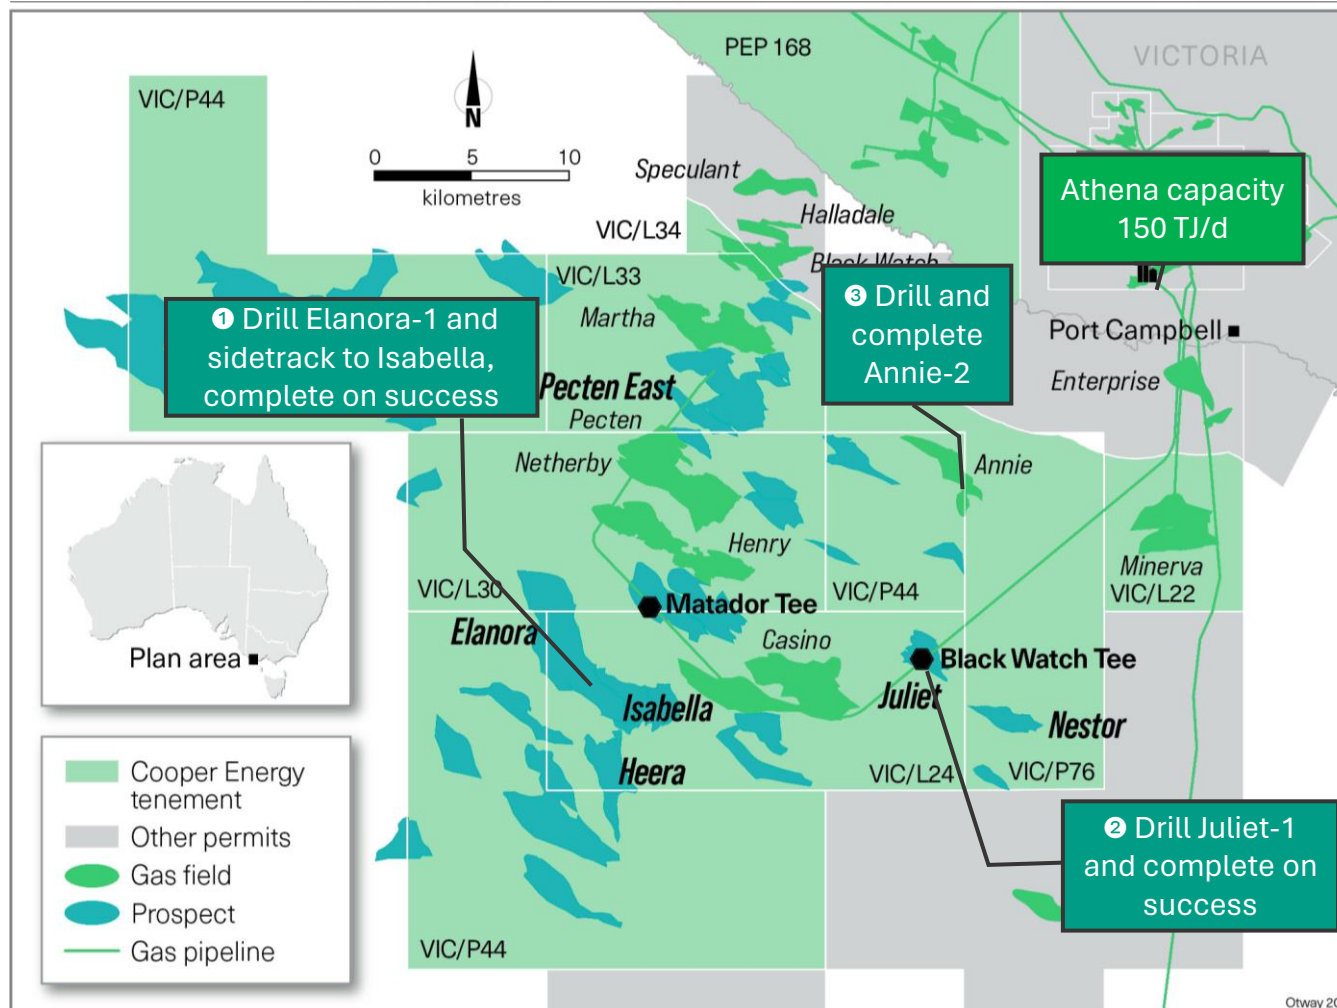 PEP 168
VICTORIA
VIC/P44
N
0 5 10
kilometres
Speculant
Halladale
VIC/L34
Black Watch
Athena capacity
150 TJ/d
VIC/L33
Martha
❶ Drill Elanora-1 and
sidetrack to Isabella,
complete on success
❸ Drill and
complete
Annie-2
Port Campbell
Enterprise
Pecten East
Pecten
Netherby
Annie
Henry
Minerva
VIC/L22
VIC/L30
Matador Tee
VIC/P44
Elanora
Casino
Black Watch Tee
Juliet
Isabella
Nestor
Heera
VIC/L24
VIC/P76
Plan area
Cooper Energy
tenement
Other permits
Gas field
Prospect
Gas pipeline
❷ Drill Juliet-1
and complete on
success
VIC/P44
Otway 20